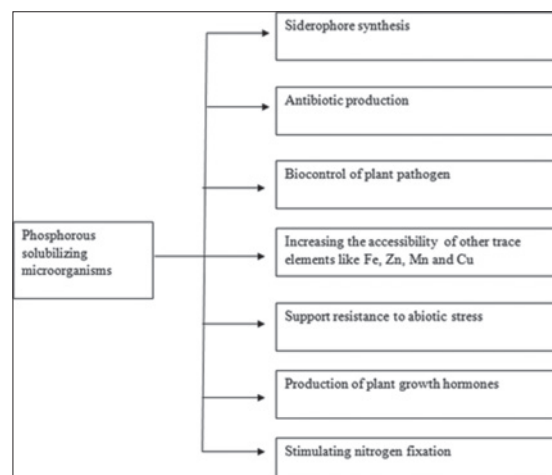 Siderophore synthesis
Antibiotic production
Biocontrol of plant pathogen
Phosphorous
solubilizing
microorganisms
Increasing the accessibility of other trace
elements like Fe, Zn, Mn and Cu
Support resistance to abiotic stress
Production of plant growth hormones
Stimulating nitrogen fixation